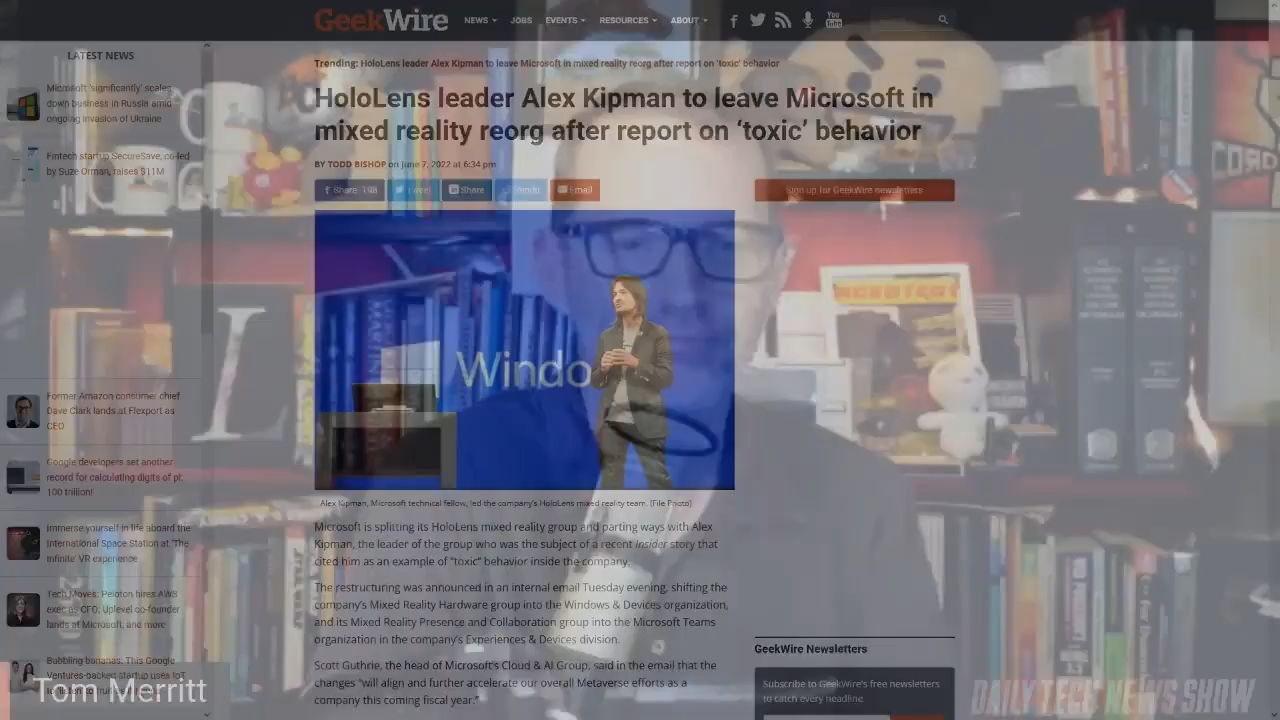 GeekWire
NEWS JOBS EVENTS RESOURCES ABOUT
You
Tube
LATEST NEWS
Microsoft 'significantly' scales
down business in Russia amid
ongoing invasion of Ukraine
Fintech startup SecureSave, co-led
by Suze Orman, raises $11M
Former Amazon consumer chief
Dave Clark lands at Flexport as
CEO
Google developers set another
record for calculating digits of pi:
100 trillion!
Immerse yourself in life aboard the
International Space Station at 'The
Infinite' VR experience
Tech Moves: Peloton hires AWS
exec as CFO; Uplevel co-founder
lands at Microsoft; and more
Bubbling bananas: This Google
Ventures-backed startup uses IoT
Trending: HoloLens leader Alex Kipman to leave Microsoft in mixed reality reorg after report on 'toxic' behavior
HoloLens leader Alex Kipman to leave Microsoft in
mixed reality reorg after report on 'toxic' behavior
BY TODD BISHOP on June 7, 2022 at 6:34 pm
Share 198 Tweet Share Reddit Email
Sign up for GeekWire newsletters
Windo
Alex Kipman, Microsoft technical fellow, led the company's HoloLens mixed reality team. (File Photo)
Microsoft is splitting its HoloLens mixed reality group and parting ways with Alex
Kipman, the leader of the group who was the subject of a recent Insider story that
cited him as an example of "toxic" behavior inside the company.
The restructuring was announced in an internal email Tuesday evening, shifting the
company's Mixed Reality Hardware group into the Windows & Devices organization,
and its Mixed Reality Presence and Collaboration group into the Microsoft Teams
organization in the company's Experiences & Devices division.
Scott Guthrie, the head of Microsoft's Cloud & AI Group, said in the email that the
changes "will align and further accelerate our overall Metaverse efforts as a
company this coming fiscal year."
GeekWire Newsletters
Subscribe to GeekWire's free newsletters
to catch every headline
Tom Merritt
DAILY TECH NEWS SHOW